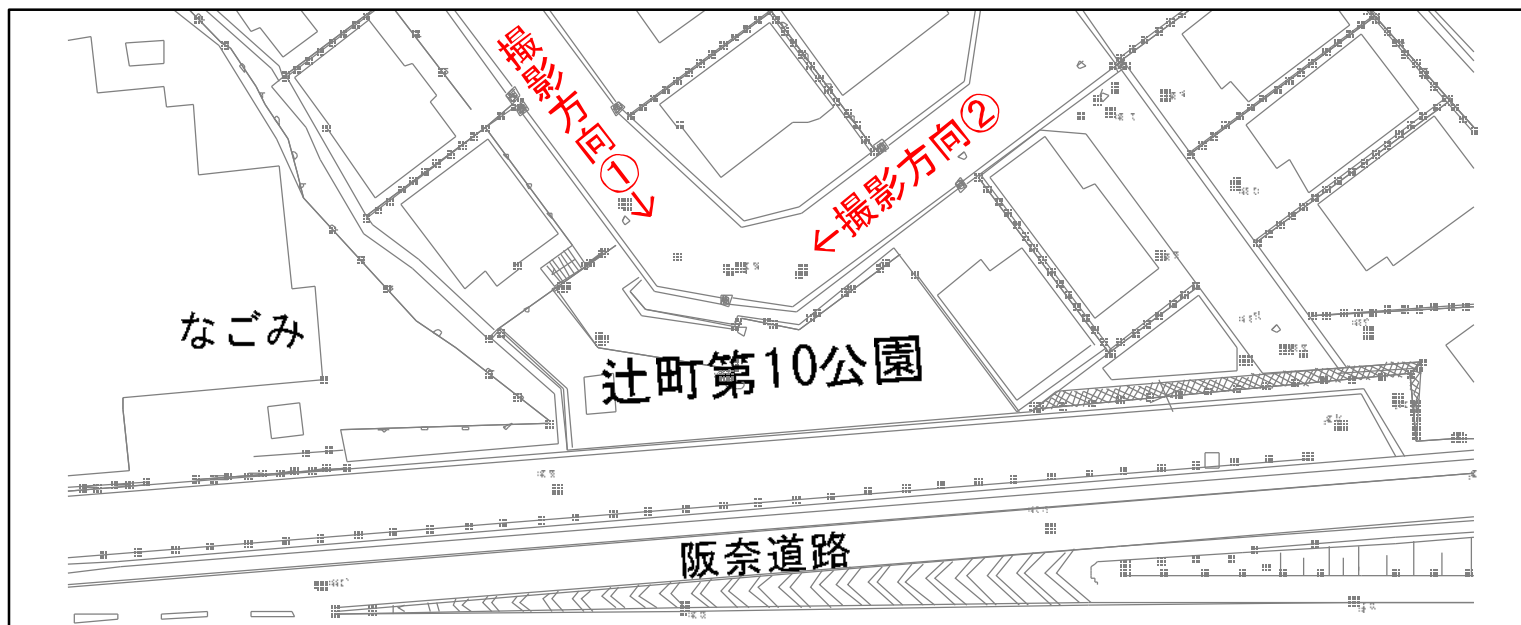 撮影方向①→
←撮影方向②
なごみ
辻町第10公園
阪奈道路